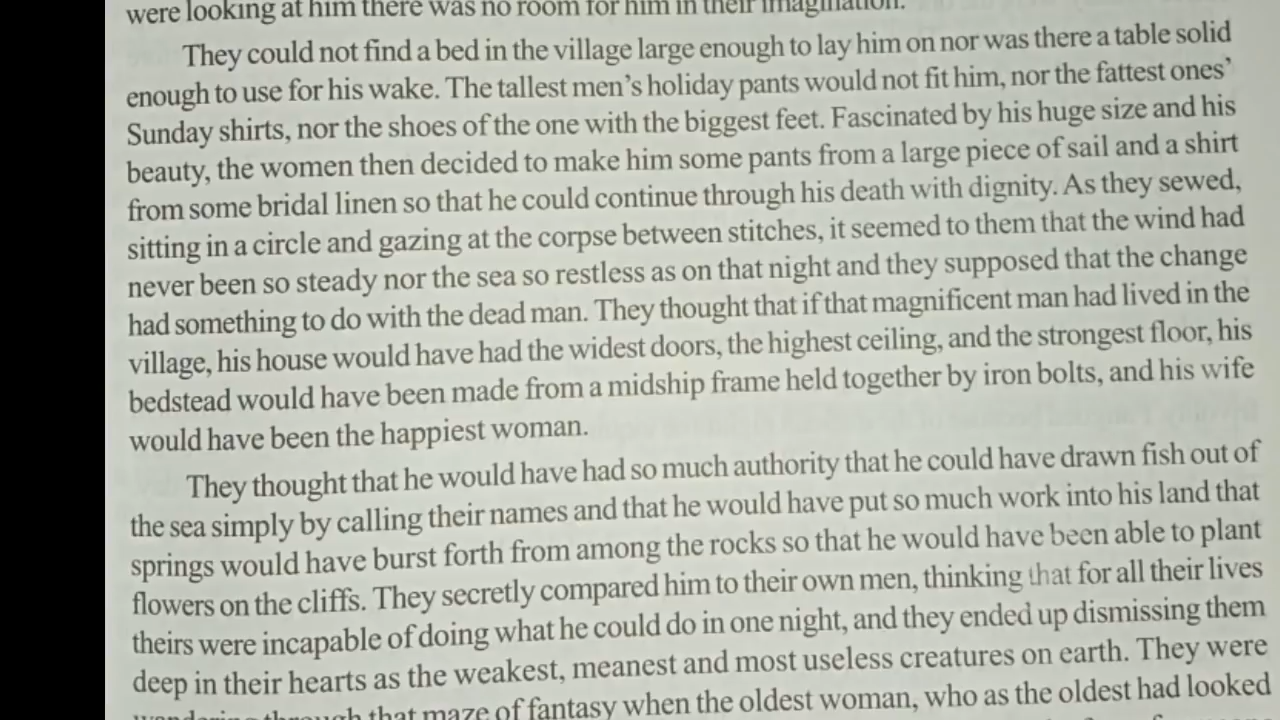 were looking at him there was no room for him in their imagination.
They could not find a bed in the village large enough to lay him on nor was there a table solid
enough to use for his wake. The tallest men’s holiday pants would not fit him, nor the fattest ones’
Sunday shirts, nor the shoes of the one with the biggest feet. Fascinated by his huge size and his
beauty, the women then decided to make him some pants from a large piece of sail and a shirt
from some bridal linen so that he could continue through his death with dignity. As they sewed,
sitting in a circle and gazing at the corpse between stitches, it seemed to them that the wind had
never been so steady nor the sea so restless as on that night and they supposed that the change
had something to do with the dead man. They thought that if that magnificent man had lived in the
village, his house would have had the widest doors, the highest ceiling, and the strongest floor, his
bedstead would have been made from a midship frame held together by iron bolts, and his wife
would have been the happiest woman.
They thought that he would have had so much authority that he could have drawn fish out of
the sea simply by calling their names and that he would have put so much work into his land that
springs would have burst forth from among the rocks so that he would have been able to plant
flowers on the cliffs. They secretly compared him to their own men, thinking that for all their lives
theirs were incapable of doing what he could do in one night, and they ended up dismissing them
deep in their hearts as the weakest, meanest and most useless creatures on earth. They were
wandering through that maze of fantasy when the oldest woman, who as the oldest had looked